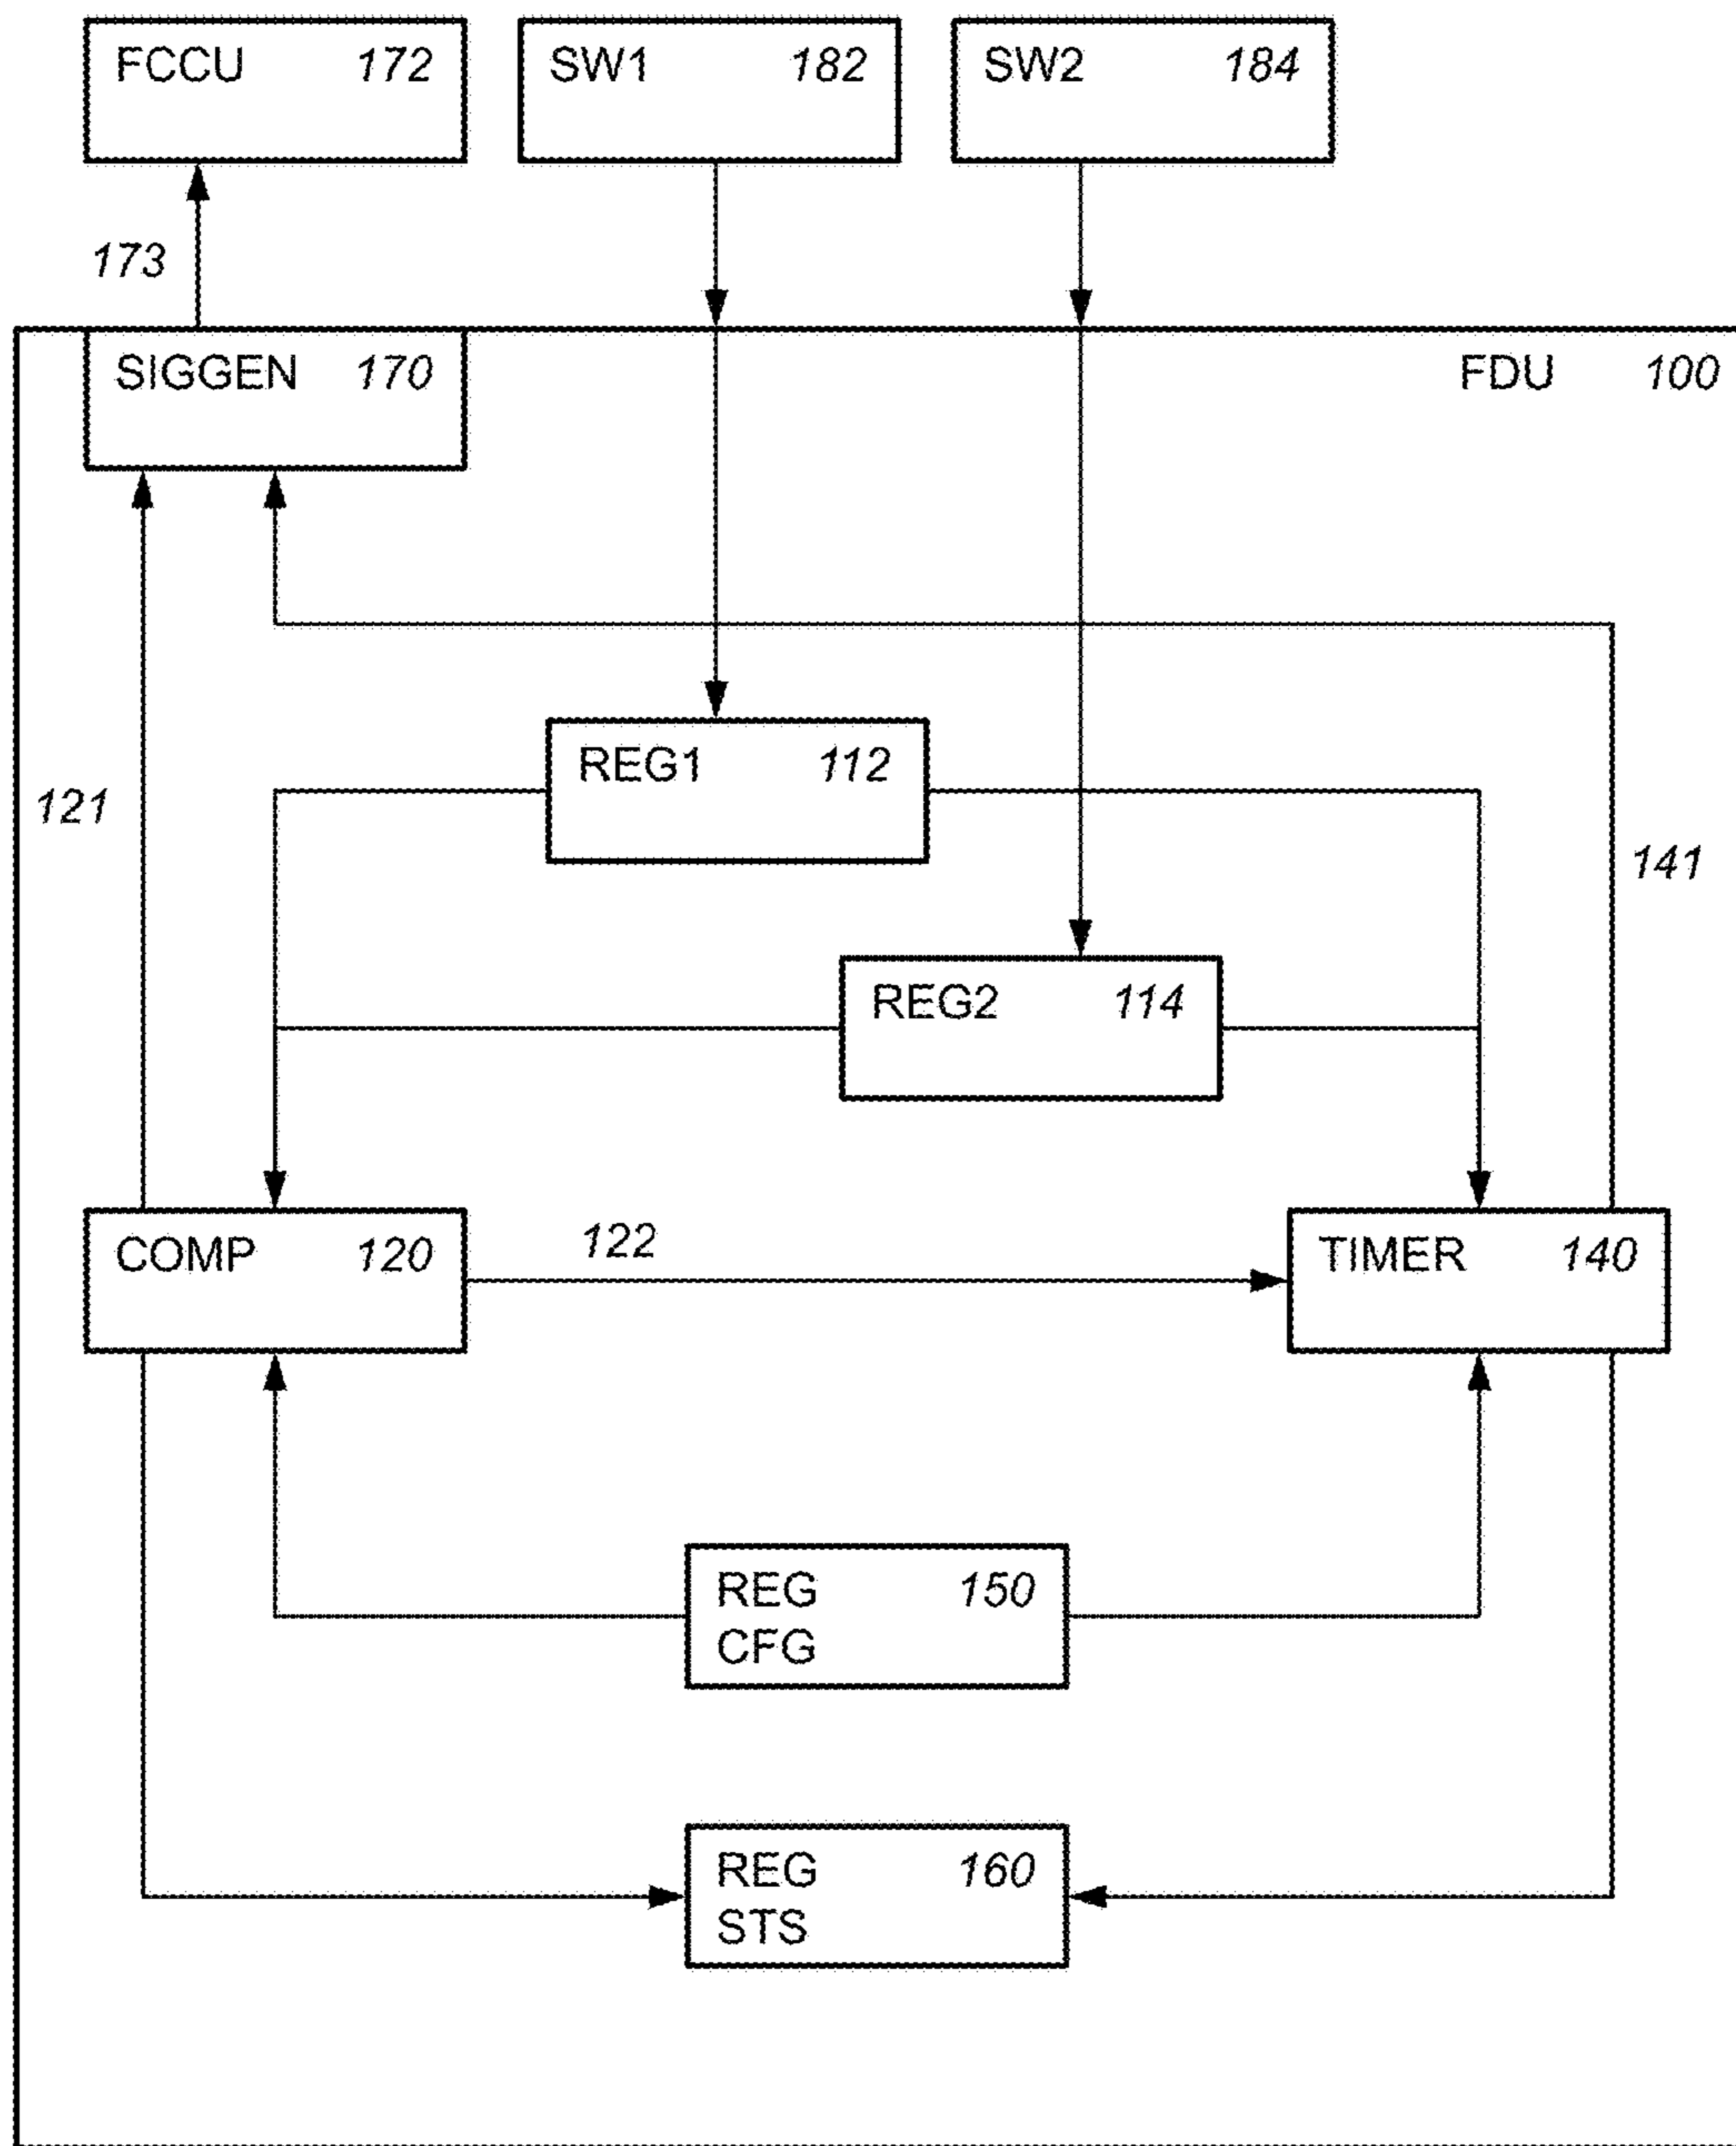 FCCU 172
SW1 182
SW2 184
173
SIGGEN 170
FDU 100
REG1 112
121
141
REG2 114
COMP 120
122
TIMER 140
REG 150
CFG
REG 160
STS